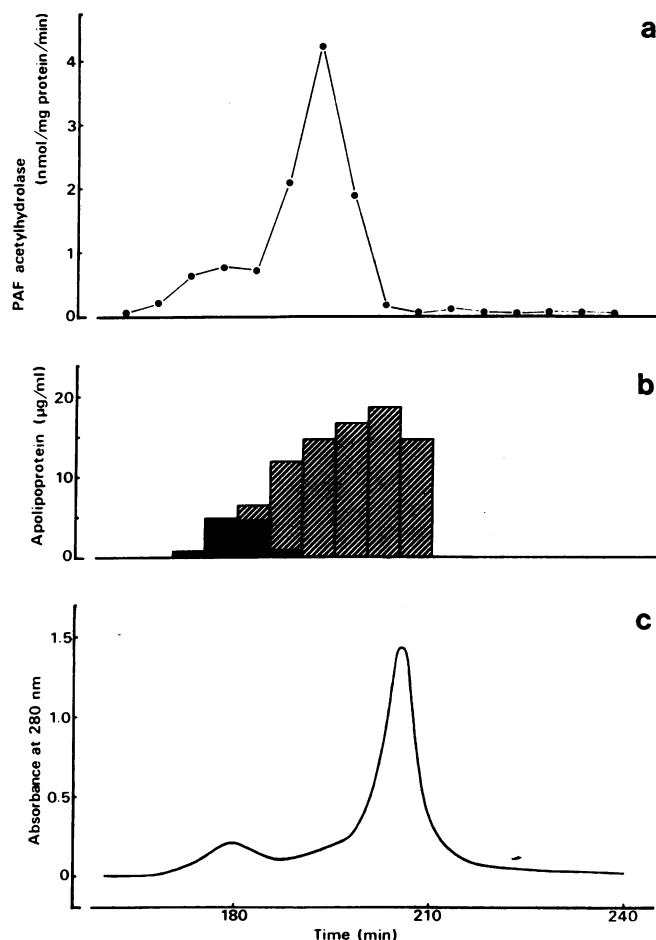 a
PAF acetylhydrolase
(nmol/mg protein/min)
4
3
2
1
0
b
Apolipoprotein (μg/ml)
20
10
0
c
Absorbance at 280 nm
1.5
1.0
0.5
0
180
210
240
Time (min)